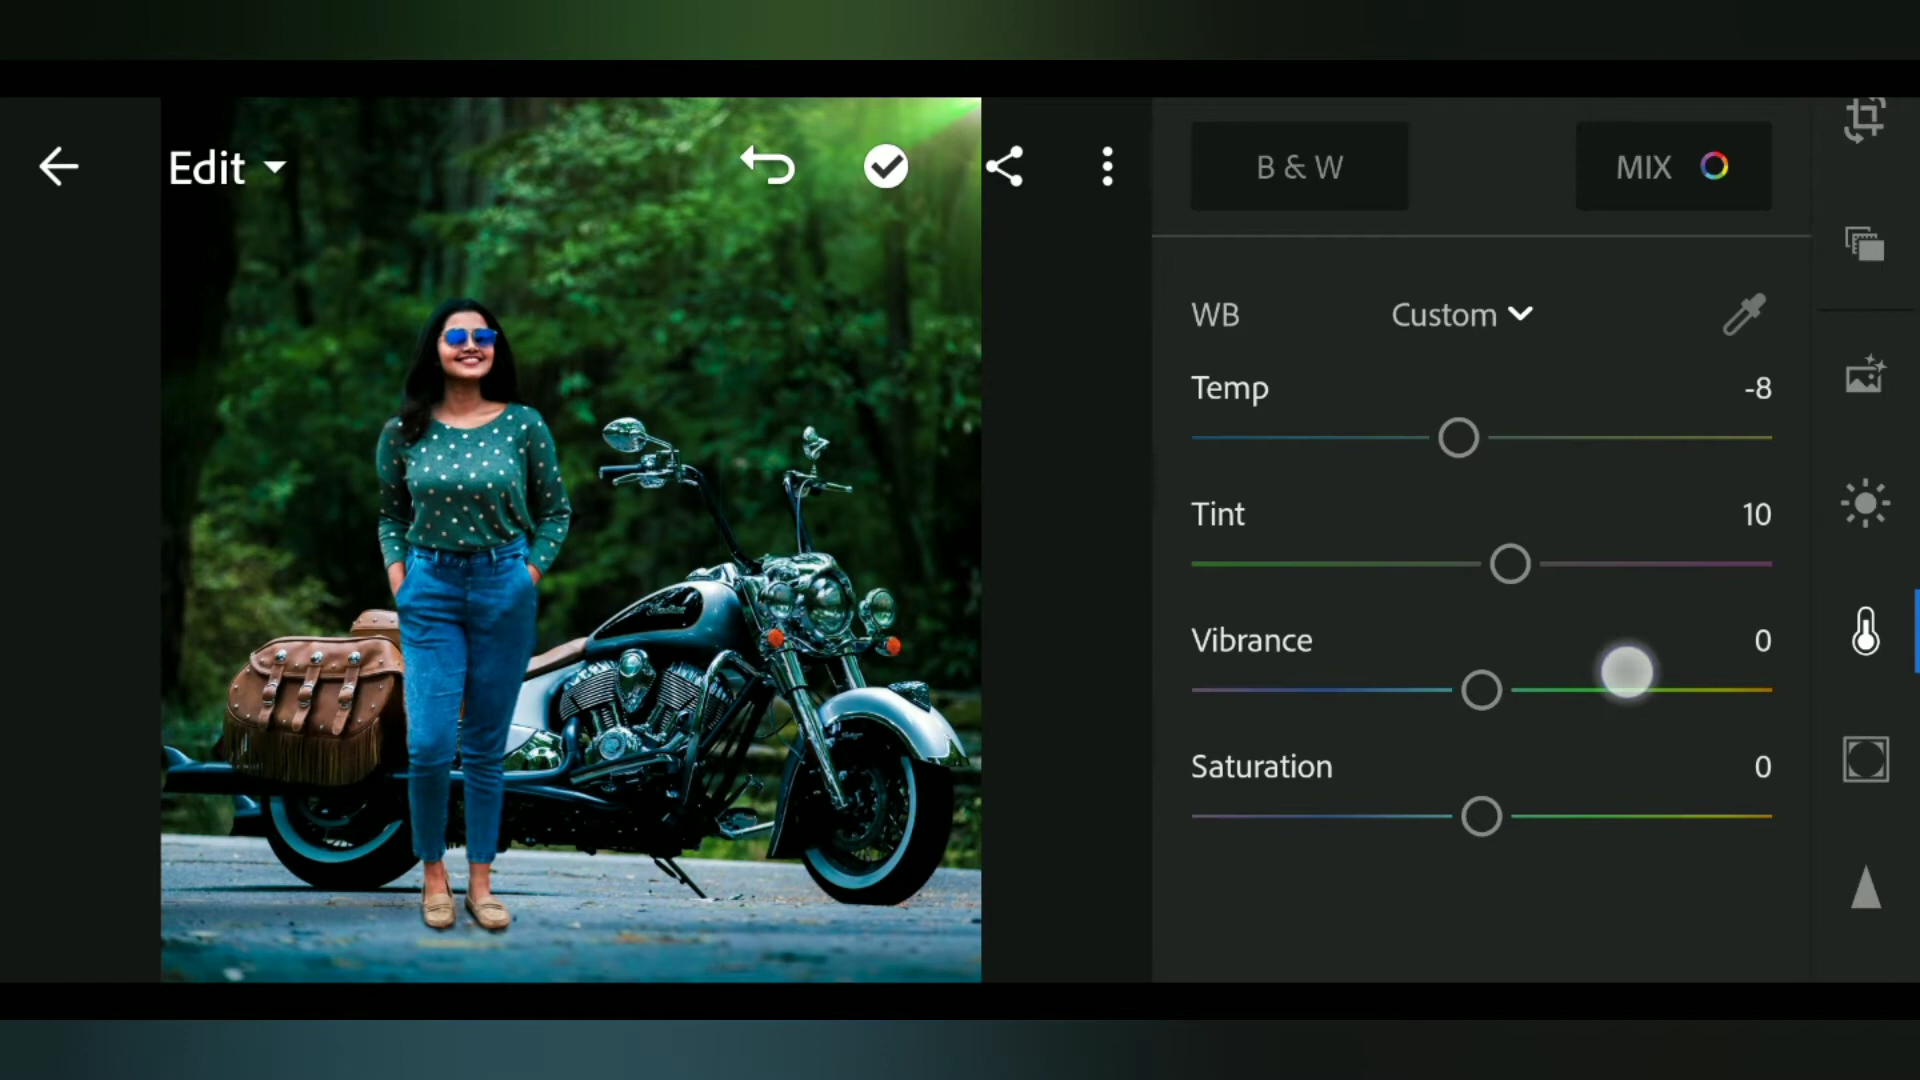 Edit
B & W
MIX
WB
Custom
Temp
-8
Tint
10
Vibrance
0
Saturation
0